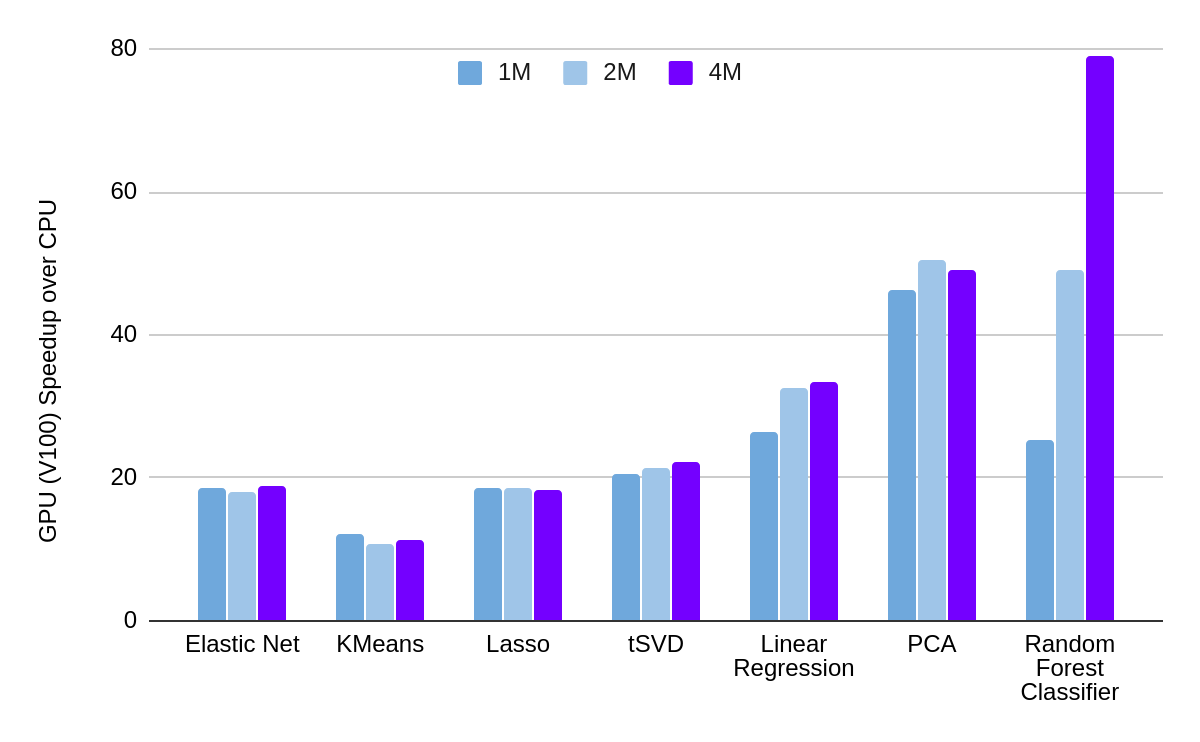 80
1M 2M 4M
60
GPU (V100) Speedup over CPU
40
20
0
Elastic Net KMeans Lasso tSVD Linear Regression PCA Random Forest Classifier